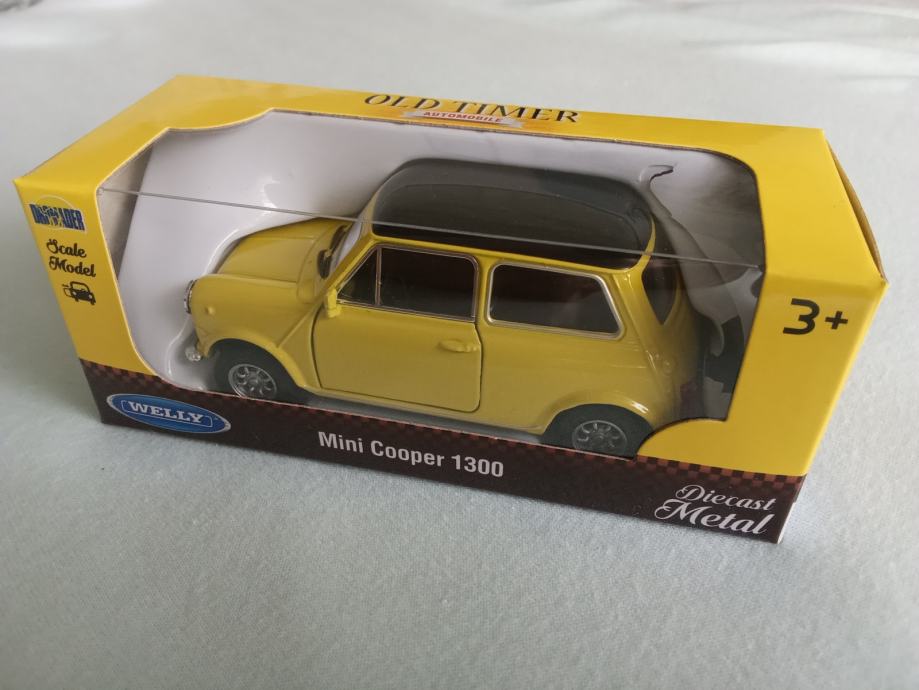 OLD TIMER
AUTOMOBILE
Scale
Model
3+
WELLY
Mini Cooper 1300
Diecast
Metal